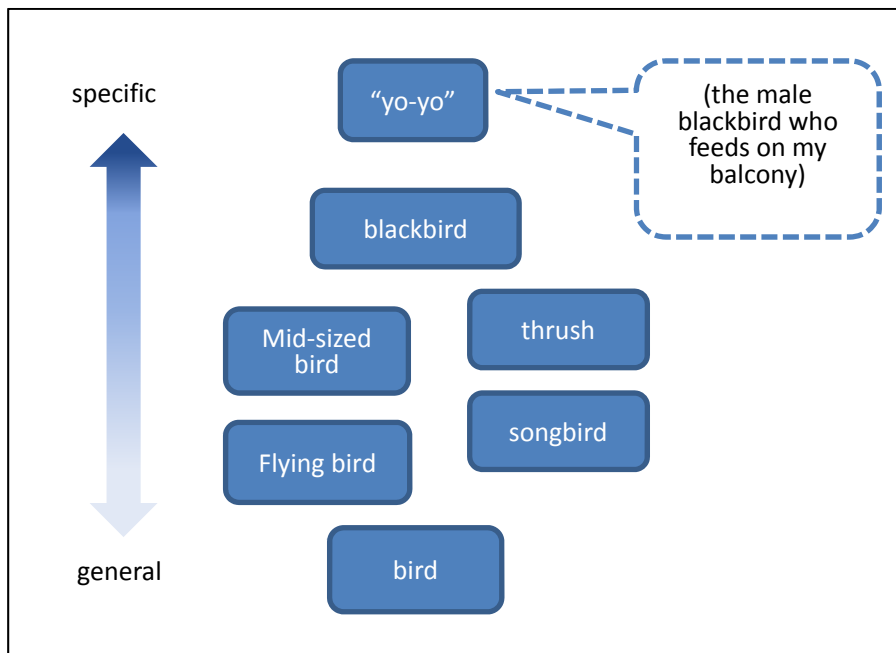 specific
“yo-yo”
(the male
blackbird who
feeds on my
balcony)
blackbird
Mid-sized
bird
thrush
songbird
Flying bird
general
bird